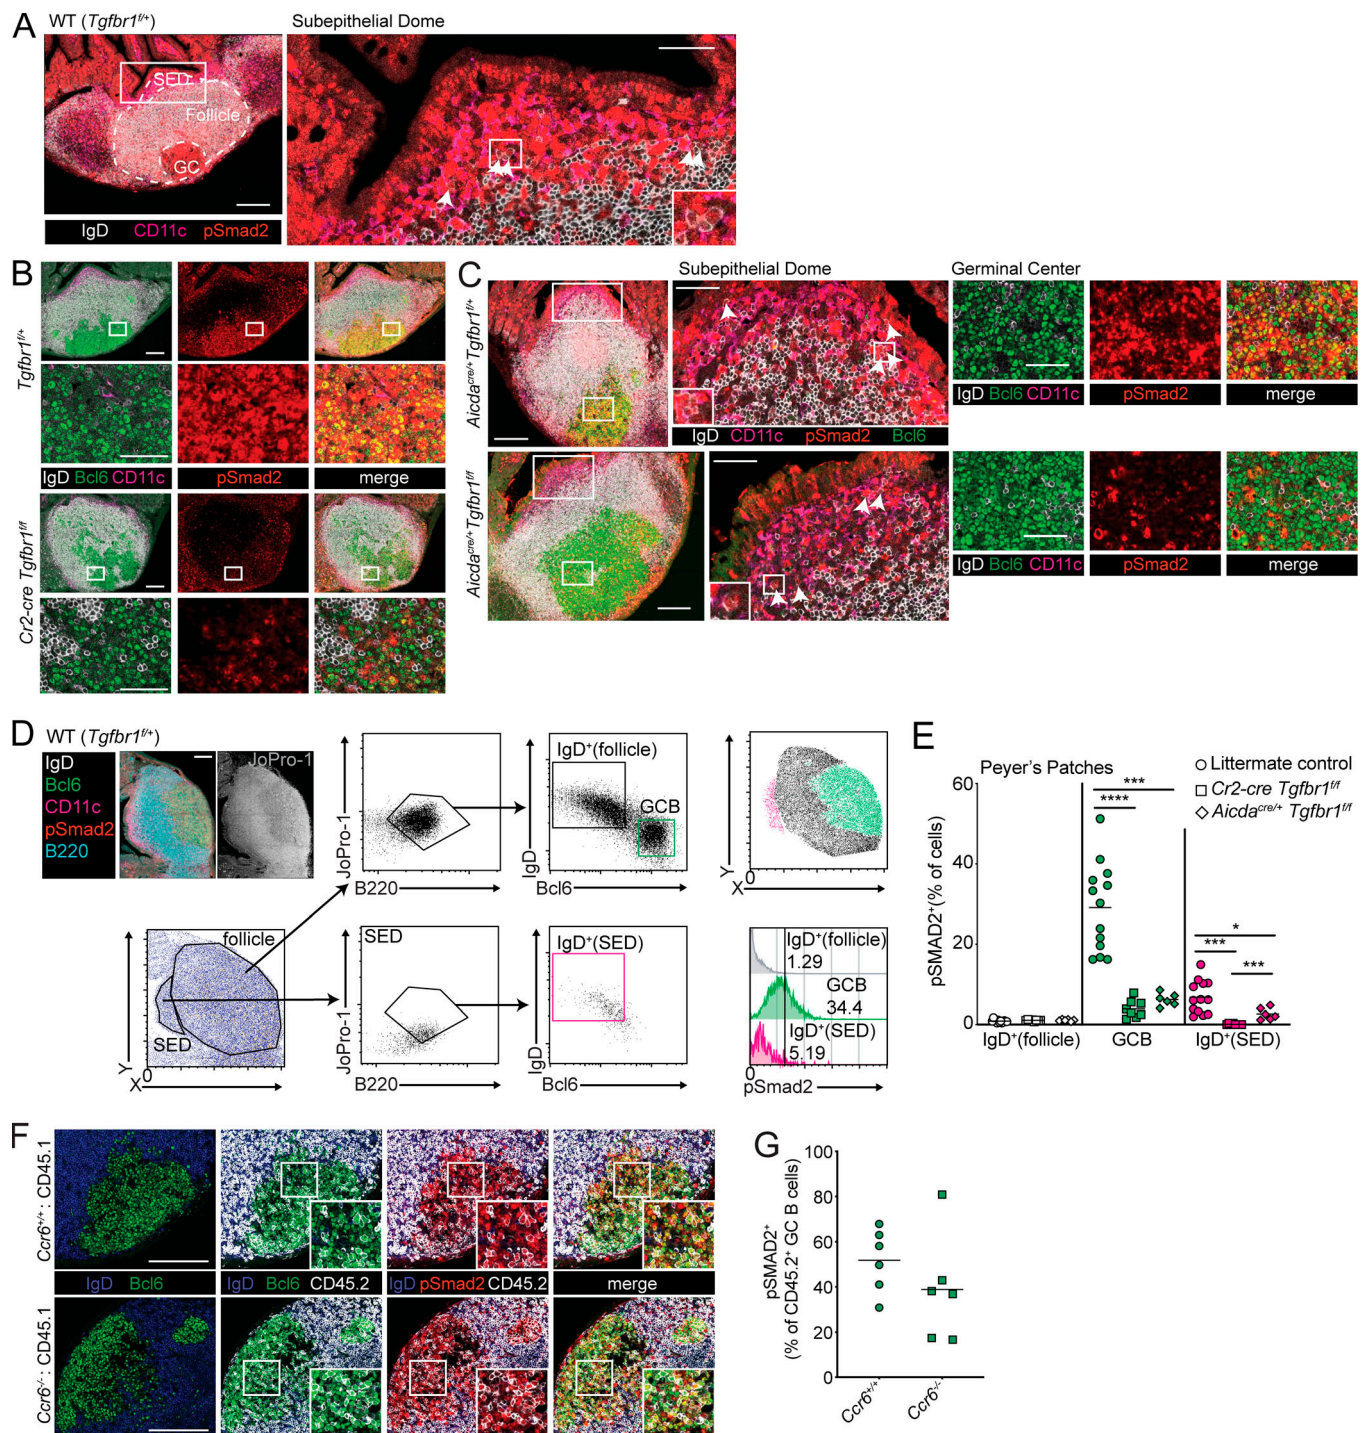 A
WT (Tgfbr1f/+)
Subepithelial Dome
SED
Follicle
GC
IgD CD11c pSmad2
B
Tgfbr1f/+
IgD Bcl6 CD11c
pSmad2
merge
Cr2-cre Tgfbr1f/f
C
Subepithelial Dome
Germinal Center
Aicdacre/+Tgfbr1f/+
IgD CD11c pSmad2 Bcl6
IgD Bcl6 CD11c
pSmad2
merge
Aicdacre/+Tgfbr1f/f
IgD Bcl6 CD11c
pSmad2
merge
D
WT (Tgfbr1f/+)
IgD
Bcl6
CD11c
pSmad2
B220
JoPro-1
JoPro-1
B220
IgD+(follicle)
GCB
IgD
Bcl6
Y
0
X
follicle
SED
Y
0
X
SED
JoPro-1
B220
IgD+(SED)
IgD
Bcl6
IgD+(follicle)
1.29
GCB
34.4
IgD+(SED)
5.19
0
pSmad2
E
Peyer's Patches
Littermate control
Cr2-cre Tgfbr1f/f
Aicdacre/+ Tgfbr1f/f
pSMAD2+(% of cells)
60
40
20
0
***
****
*
***
***
IgD+(follicle)
GCB
IgD+(SED)
F
Ccr6+/+: CD45.1
IgD Bcl6
IgD Bcl6 CD45.2
IgD pSmad2 CD45.2
merge
Ccr6-/-: CD45.1
G
pSMAD2+
(% of CD45.2+ GC B cells)
100
80
60
40
20
0
Ccr6+/+
Ccr6-/-